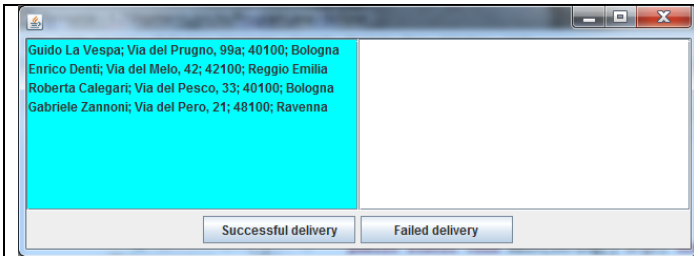 Guido La Vespa; Via del Prugno, 99a; 40100; Bologna
Enrico Denti; Via del Melo, 42; 42100; Reggio Emilia
Roberta Calegari; Via del Pesco, 33; 40100; Bologna
Gabriele Zannoni; Via del Pero, 21; 48100; Ravenna
Successful delivery
Failed delivery